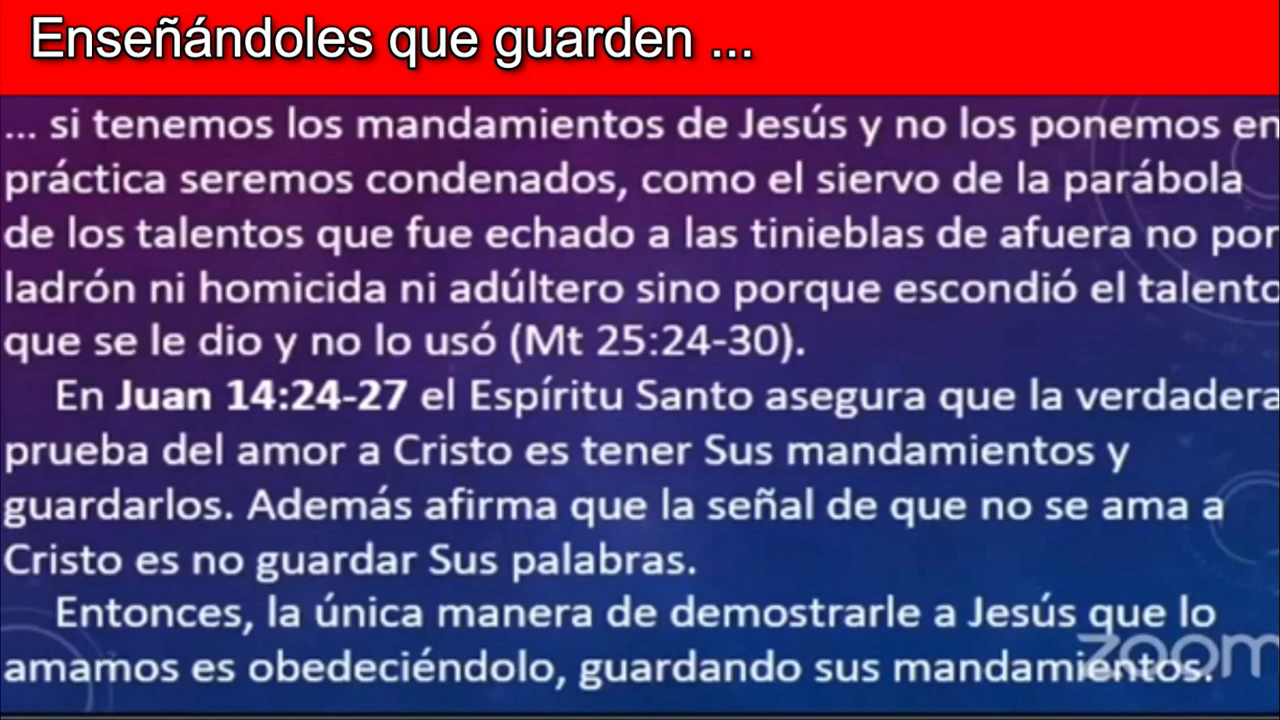 Enseñándoles que guarden ...
... si tenemos los mandamientos de Jesús y no los ponemos en
práctica seremos condenados, como el siervo de la parábola
de los talentos que fue echado a las tinieblas de afuera no por
ladrón ni homicida ni adúltero sino porque escondió el talento
que se le dio y no lo usó (Mt 25:24-30).
En Juan 14:24-27 el Espíritu Santo asegura que la verdadera
prueba del amor a Cristo es tener Sus mandamientos y
guardarlos. Además afirma que la señal de que no se ama a
Cristo es no guardar Sus palabras.
Entonces, la única manera de demostrarle a Jesús que lo
amamos es obedeciéndolo, guardando sus mandamientos.
zoom